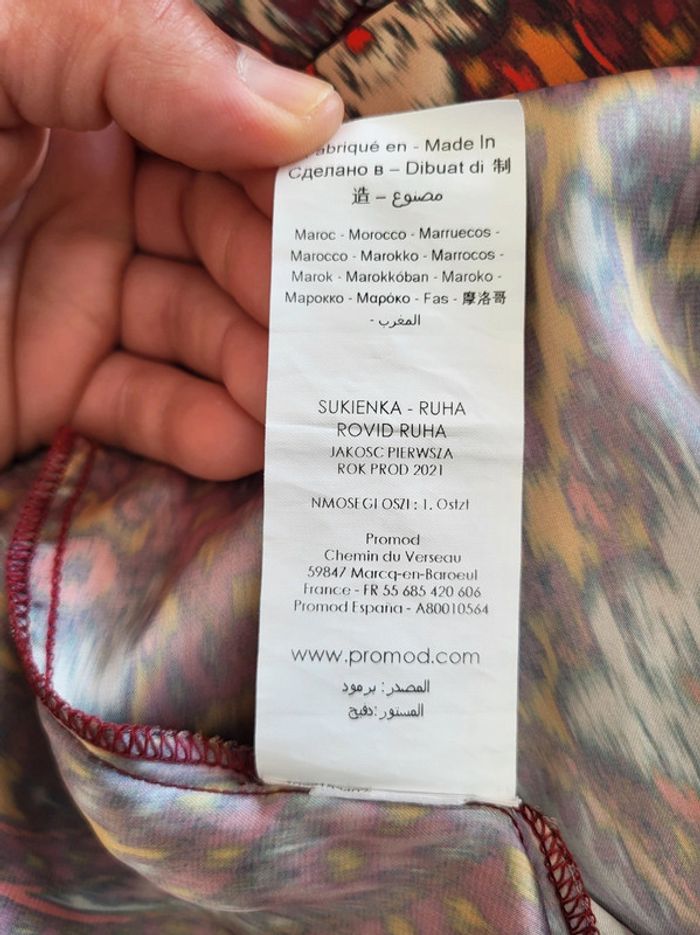 abriqué en - Made In
Сделано в – Dibuat di 制
造 – مصنوع
Maroc - Morocco - Marruecos -
Marocco - Marokko - Marrocos -
Marok - Marokkóban - Maroko -
Марокко - Μαρόκο - Fas - 摩洛哥
- المغرب
SUKIENKA - RUHA
ROVID RUHA
JAKOSC PIERWSZA
ROK PROD 2021
NMOSEGI OSZI : 1. Osztl
Promod
Chemin du Verseau
59847 Marcq-en-Baroeul
France - FR 55 685 420 606
Promod España - A80010564
www.promod.com
المصدر: برمود
المستور: دفيح